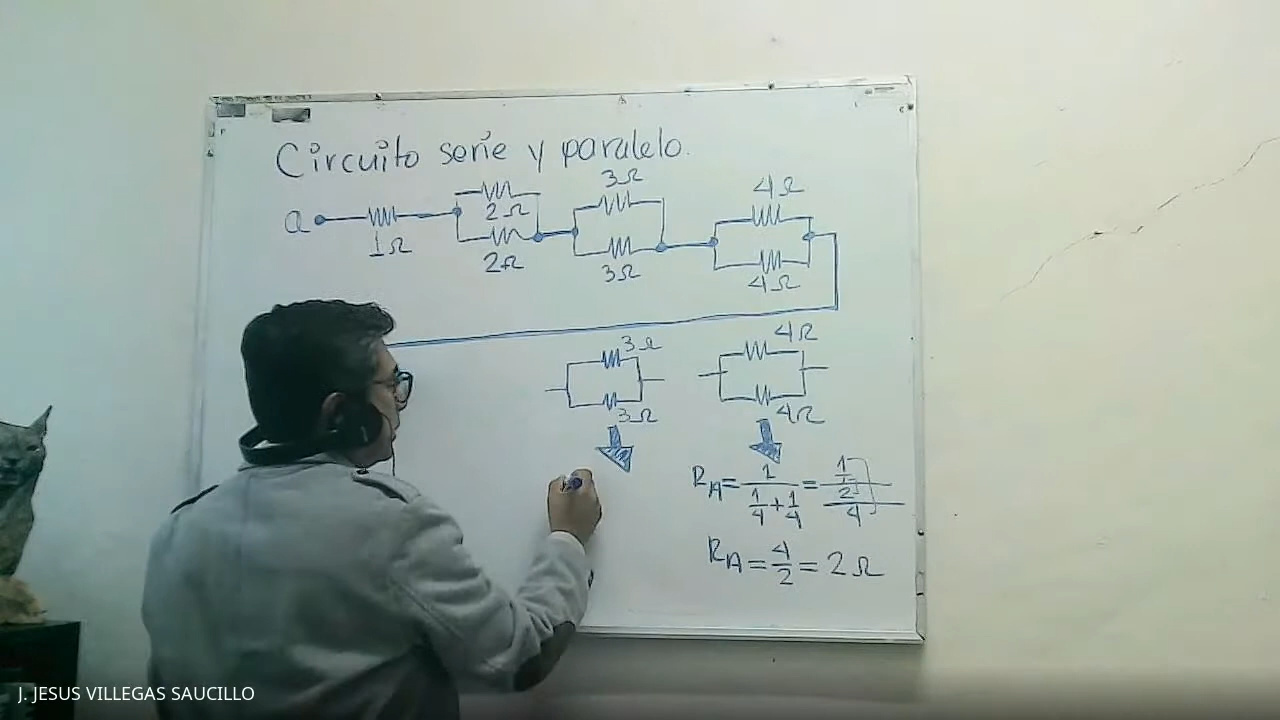 Circuito serie y paralelo.
3Ω 4Ω
a 2Ω
1Ω 2Ω 3Ω 4Ω
3Ω 4Ω
3Ω 4Ω
R_A = 1/(1/4 + 1/4) = (1/1)/(2/4)
R_A = 4/2 = 2Ω
J. JESUS VILLEGAS SAUCILLO